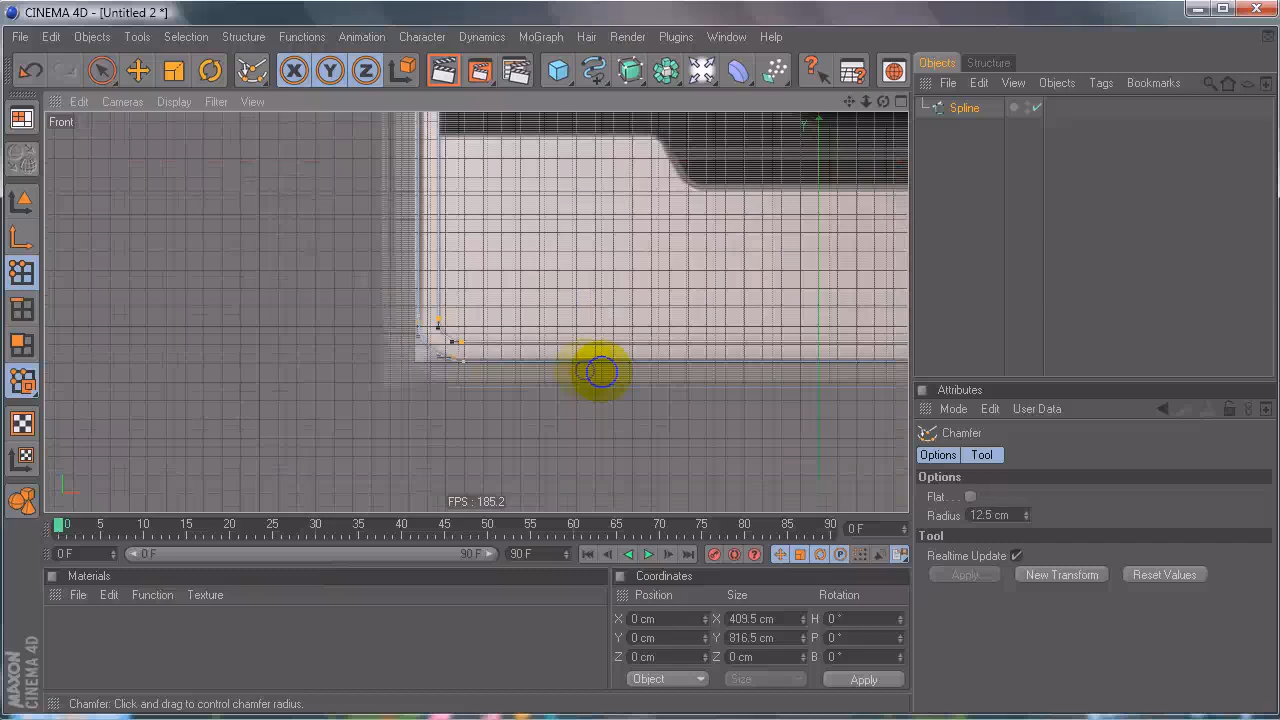 CINEMA 4D - [Untitled 2 *]
File Edit Objects Tools Selection Structure Functions Animation Character Dynamics MoGraph Hair Render Plugins Window Help
X Y Z
Edit Cameras Display Filter View
Front
Y
FPS : 185.2
Objects Structure
File Edit View Objects Tags Bookmarks
Spline
Attributes
Mode Edit User Data
Chamfer
Options Tool
Options
Flat . . .
Radius 12.5 cm
Tool
Realtime Update
Apply New Transform Reset Values
0 5 10 15 20 25 30 35 40 45 50 55 60 65 70 75 80 85 90 0 F
0 F 0 F 90 F 90 F
Materials
File Edit Function Texture
Coordinates
Position Size Rotation
X 0 cm X 409.5 cm H 0 °
Y 0 cm Y 816.5 cm P 0 °
Z 0 cm Z 0 cm B 0 °
Object Size Apply
MAXON
CINEMA 4D
Chamfer: Click and drag to control chamfer radius.